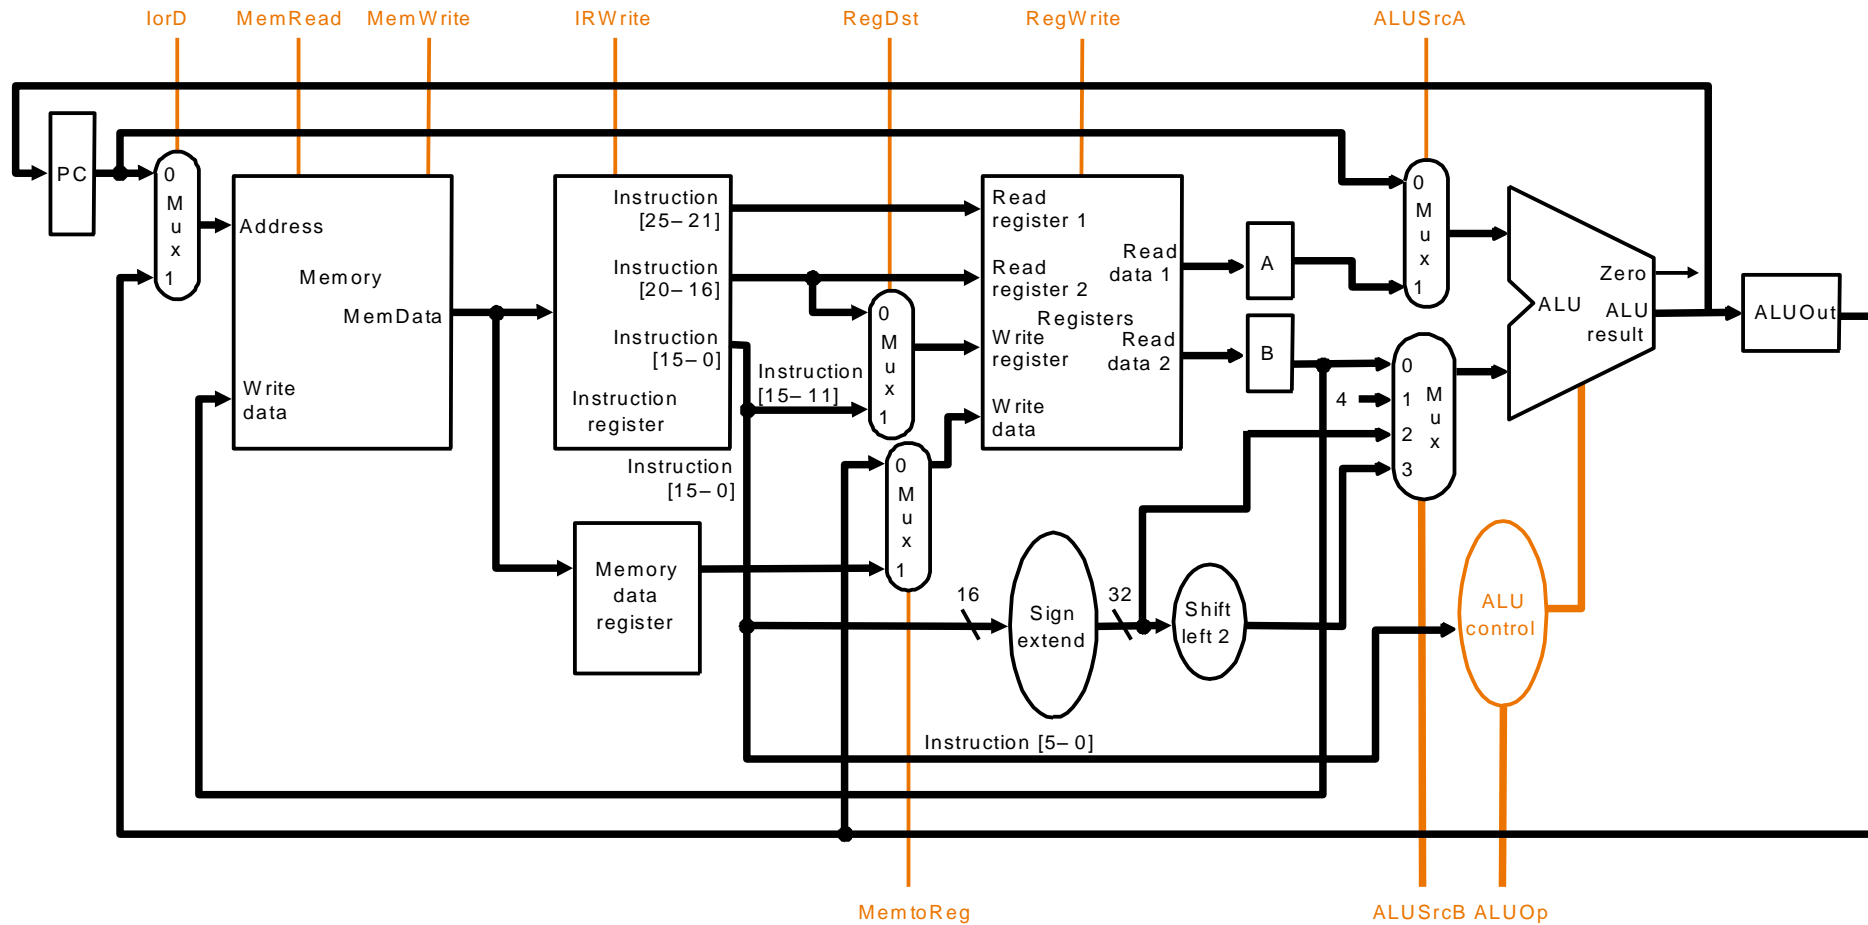 IorD
MemRead
MemWrite
IRWrite
RegDst
RegWrite
ALUSrcA
PC
0
M
u
x
1
Address
Memory
MemData
Write
data
Instruction
[25–21]
Instruction
[20–16]
Instruction
[15–0]
Instruction
register
Instruction
[15–11]
Instruction
[15–0]
0
M
u
x
1
Read
register 1
Read
register 2
Registers
Write
register
Write
data
Read
data 1
Read
data 2
A
B
0
M
u
x
1
4
0
1
2
3
M
u
x
Zero
ALU
ALU
result
ALUOut
Memory
data
register
0
M
u
x
1
16
Sign
extend
32
Shift
left 2
ALU
control
Instruction [5–0]
MemtoReg
ALUSrcB
ALUOp